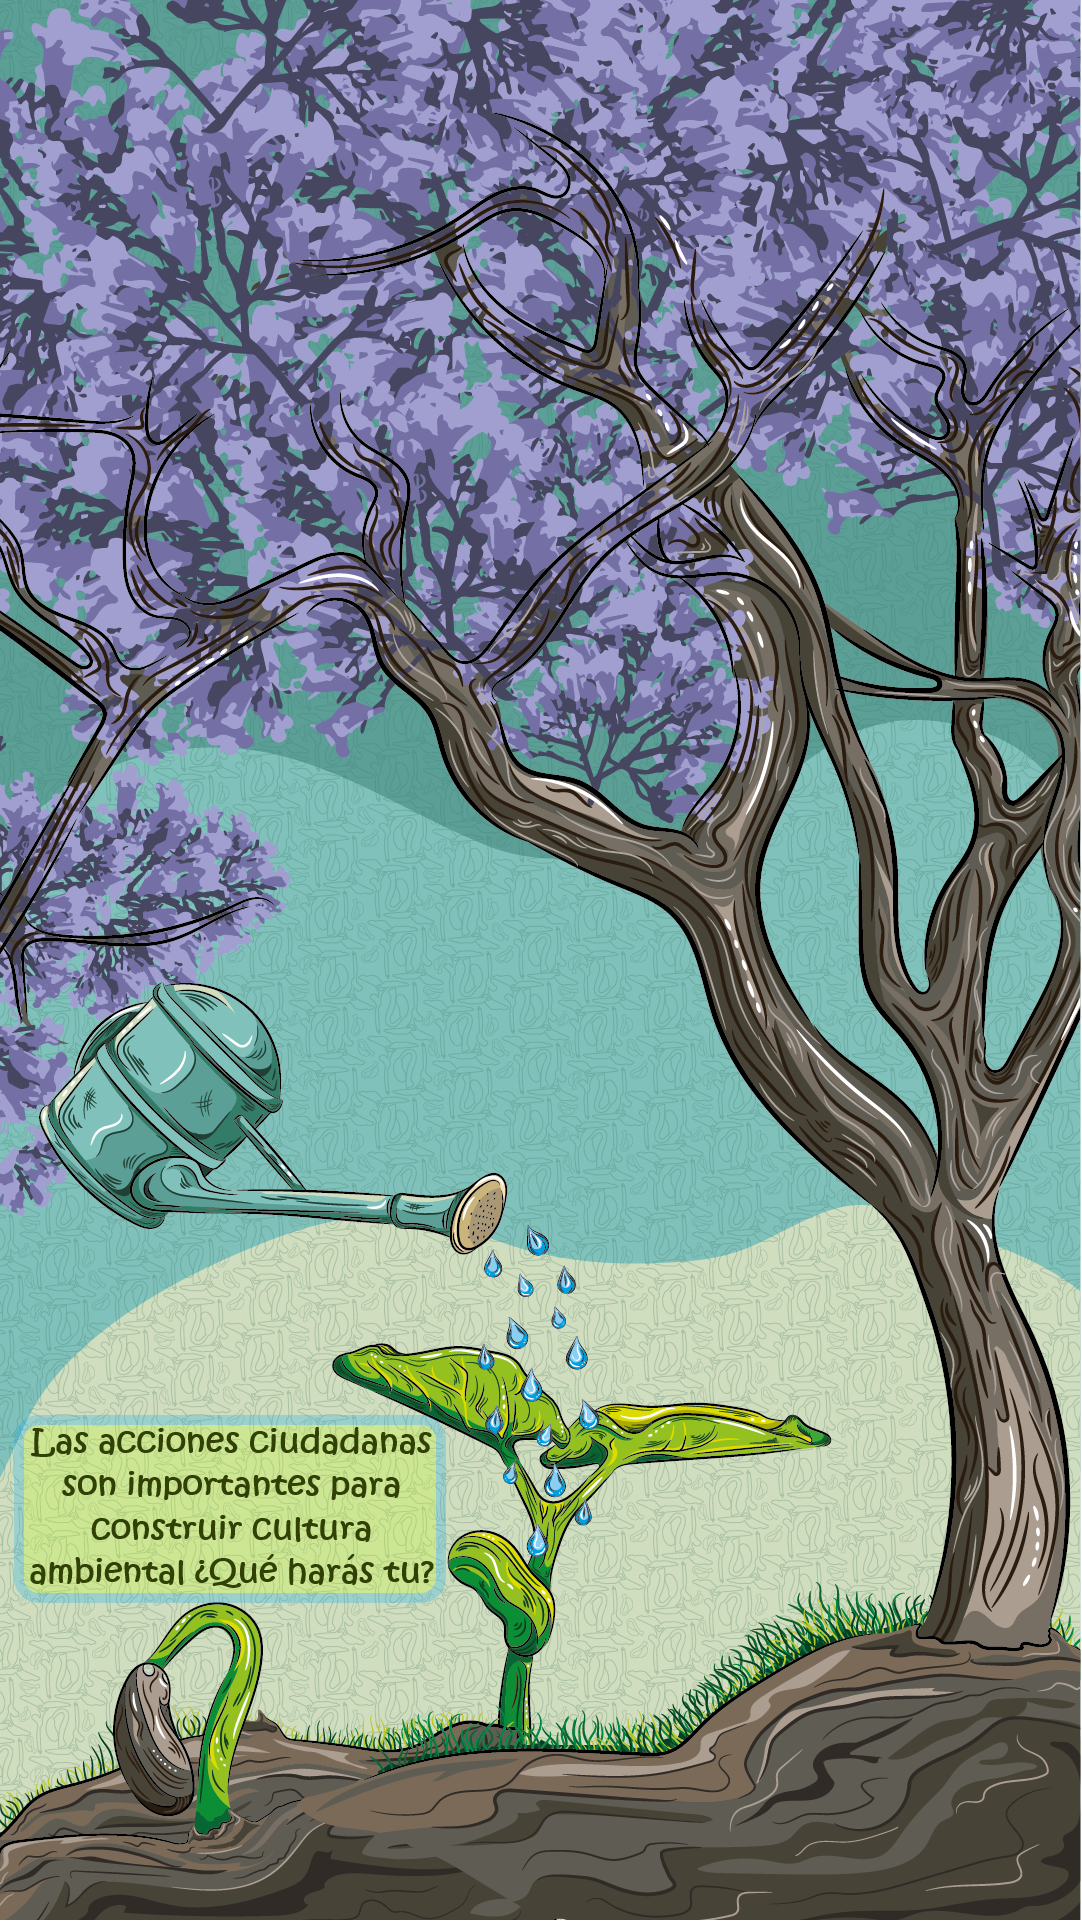 Las acciones ciudadanas
son importantes para
construir cultura
ambiental ¿Qué harás tu?